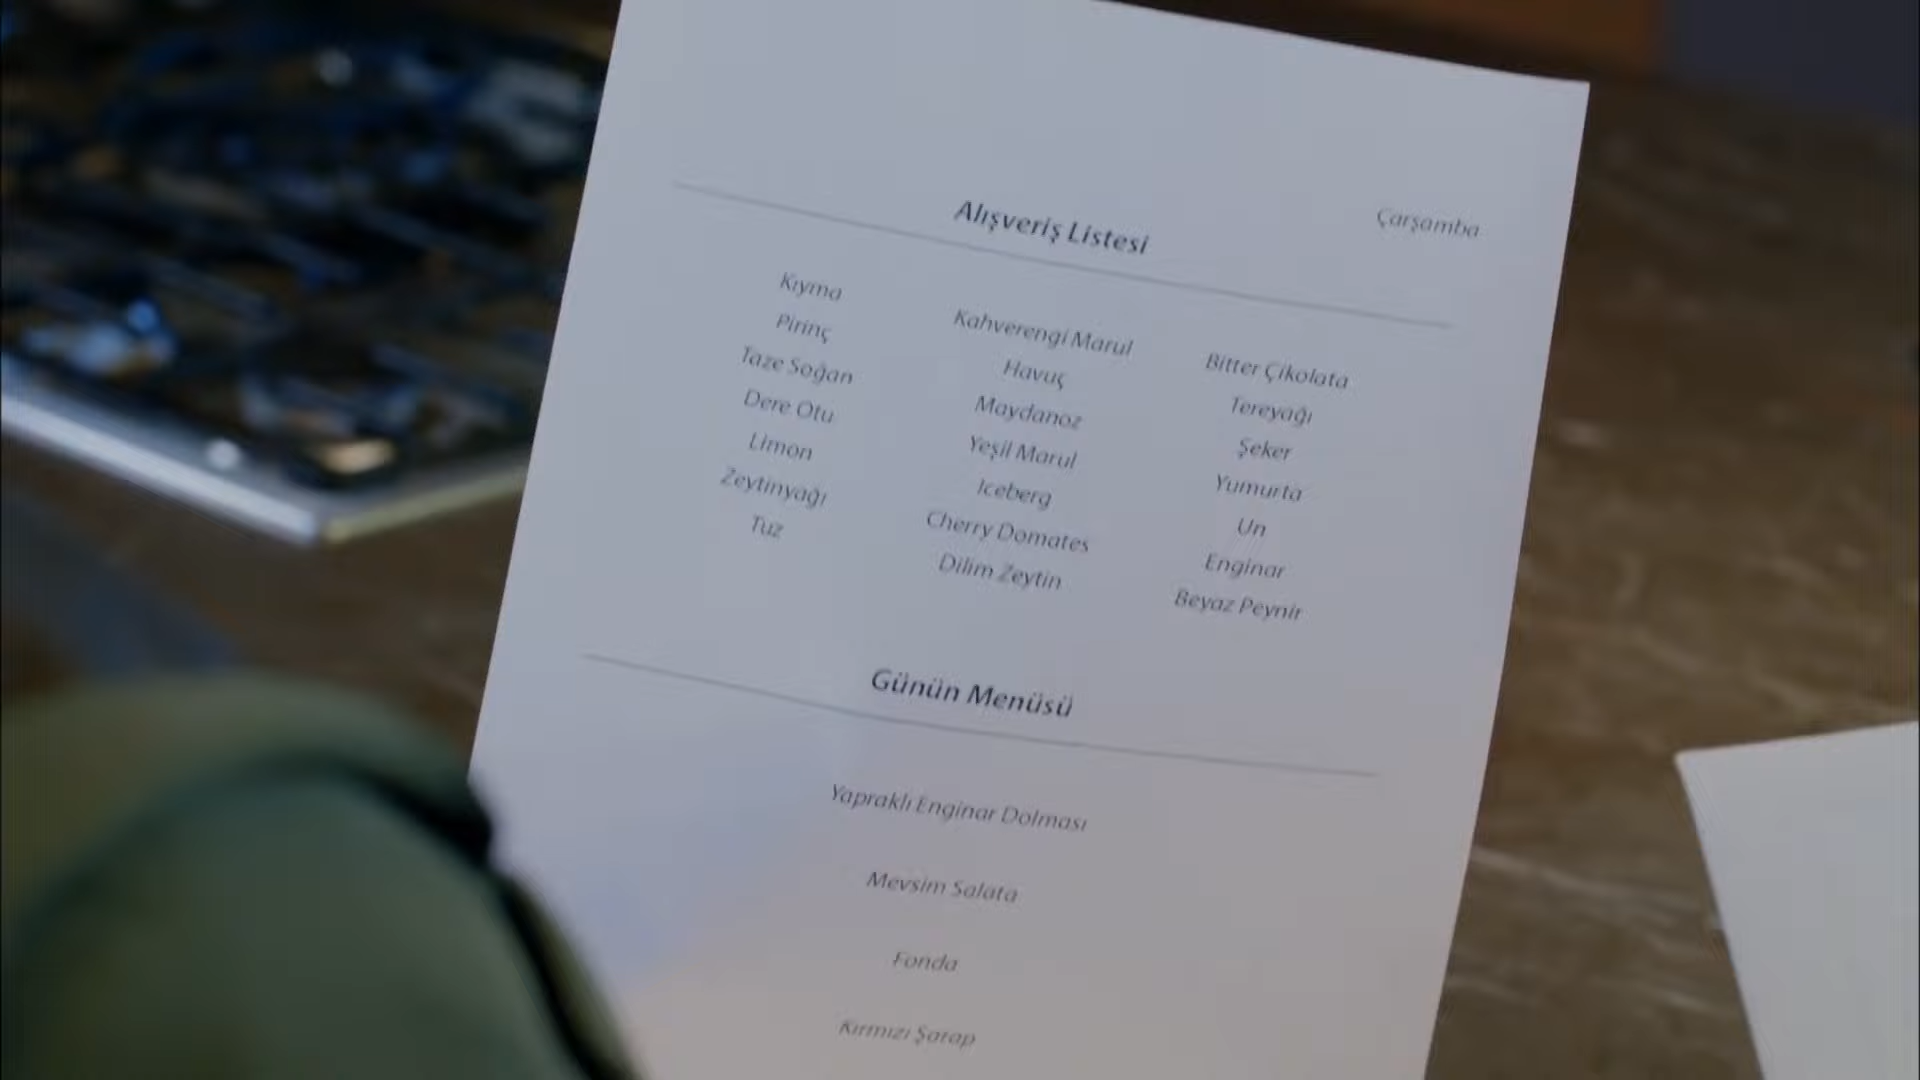 Çarşamba
Alışveriş Listesi
Kıyma
Pirinç
Taze Soğan
Dere Otu
Limon
Zeytinyağı
Tuz
Kahverengi Marul
Havuç
Maydanoz
Yeşil Marul
Iceberg
Cherry Domates
Dilim Zeytin
Bitter Çikolata
Tereyağı
Şeker
Yumurta
Un
Enginar
Beyaz Peynir
Günün Menüsü
Yapraklı Enginar Dolması
Mevsim Salata
Fonda
Kırmızı Şarap